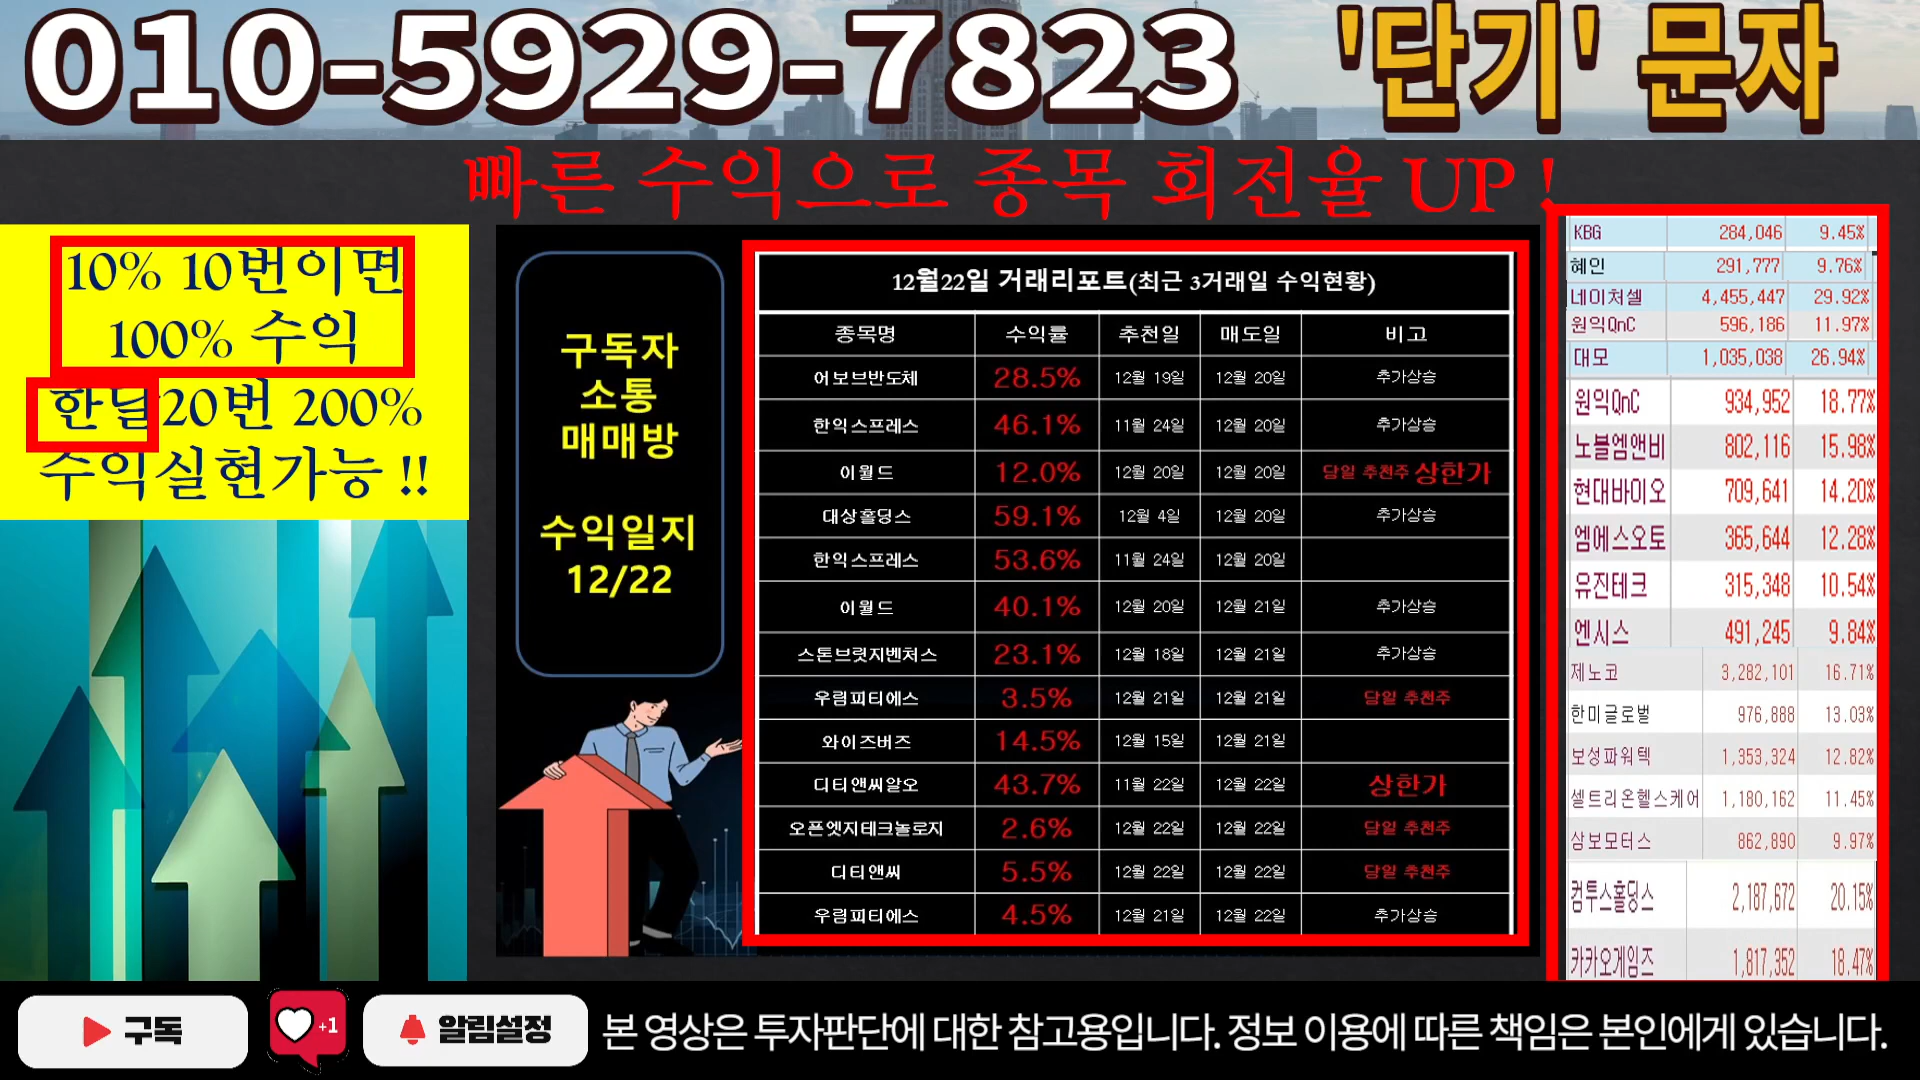 010-5929-7823 '단기' 문자
빠른 수익으로 종목 회전율 UP !
10% 10번이면
100% 수익
한달20번 200%
수익실현가능 !!
구독자
소통
매매방
수익일지
12/22
12월22일 거래리포트(최근 3거래일 수익현황)
종목명 수익률 추천일 매도일 비고
어보브반도체 28.5% 12월 19일 12월 20일 추가상승
한익스프레스 46.1% 11월 24일 12월 20일 추가상승
이월드 12.0% 12월 20일 12월 20일 당일 추천주 상한가
대상홀딩스 59.1% 12월 4일 12월 20일 추가상승
한익스프레스 53.6% 11월 24일 12월 20일
이월드 40.1% 12월 20일 12월 21일 추가상승
스톤브릿지벤처스 23.1% 12월 18일 12월 21일 추가상승
우림피티에스 3.5% 12월 21일 12월 21일 당일 추천주
와이즈버즈 14.5% 12월 15일 12월 21일
디티앤씨알오 43.7% 11월 22일 12월 22일 상한가
오픈엣지테크놀로지 2.6% 12월 22일 12월 22일 당일 추천주
디티앤씨 5.5% 12월 22일 12월 22일 당일 추천주
우림피티에스 4.5% 12월 21일 12월 22일 추가상승
KBG 284,046 9.45%
혜인 291,777 9.76%
네이처셀 4,455,447 29.92%
원익QnC 596,186 11.97%
대모 1,035,038 26.94%
원익QnC 934,952 18.77%
노블엠앤비 802,116 15.98%
현대바이오 709,641 14.20%
엠에스오토 365,644 12.28%
유진테크 315,348 10.54%
엔시스 491,245 9.84%
제노코 3,282,101 16.71%
한미글로벌 976,888 13.03%
보성파워텍 1,353,324 12.82%
셀트리온헬스케어 1,180,162 11.45%
삼보모터스 862,890 9.97%
컴투스홀딩스 2,187,672 20.15%
카카오게임즈 1,817,352 18.47%
구독 +1 알림설정 본 영상은 투자판단에 대한 참고용입니다. 정보 이용에 따른 책임은 본인에게 있습니다.